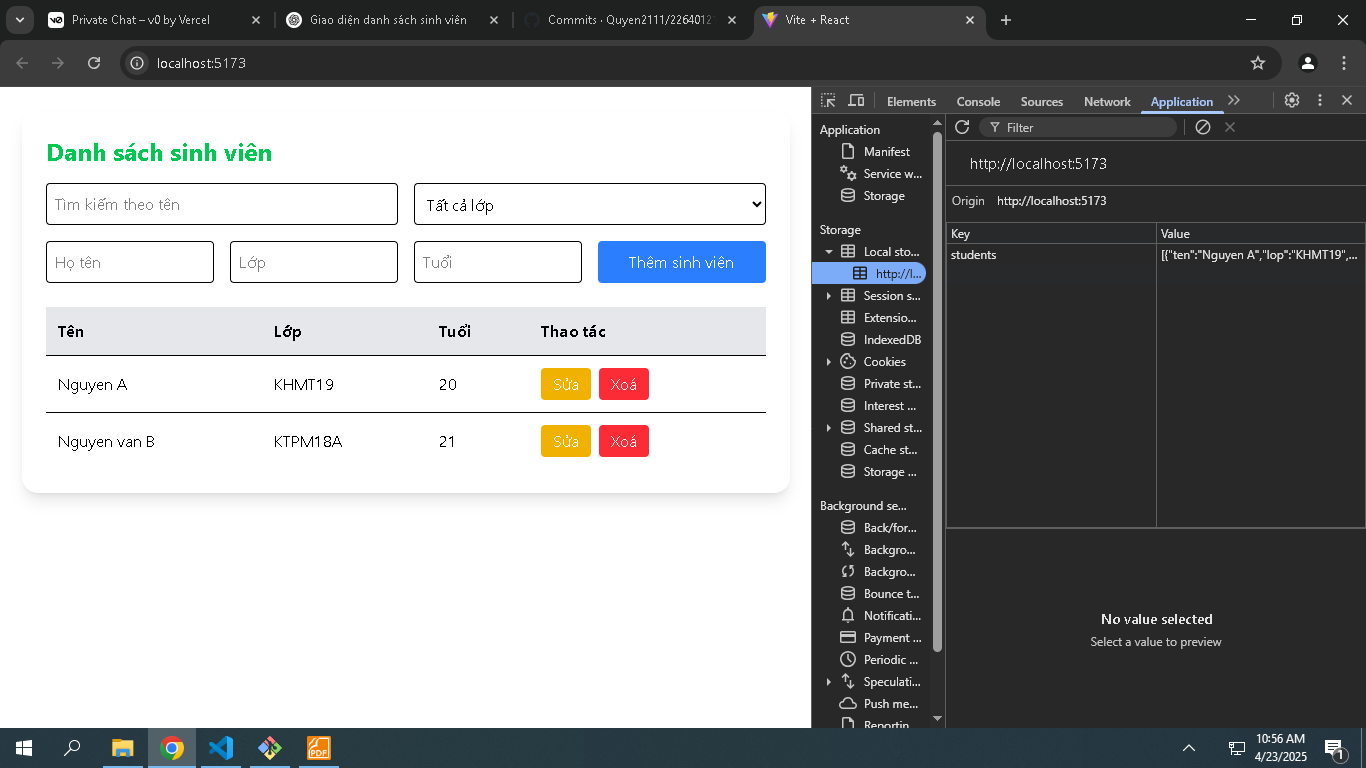 Private Chat – v0 by Vercel
Giao diện danh sách sinh viên
Commits · Quyen2111/2264012
Vite + React
localhost:5173
Danh sách sinh viên
Tìm kiếm theo tên
Tất cả lớp
Họ tên
Lớp
Tuổi
Thêm sinh viên
Tên Lớp Tuổi Thao tác
Nguyen A KHMT19 20 Sửa Xoá
Nguyen van B KTPM18A 21 Sửa Xoá
Elements Console Sources Network Application
Application
Manifest
Service w...
Storage
Storage
Local sto...
http://l...
Session s...
Extensio...
IndexedDB
Cookies
Private st...
Interest ...
Shared st...
Cache st...
Storage ...
Background se...
Back/for...
Backgro...
Backgro...
Bounce t...
Notificati...
Payment ...
Periodic ...
Speculati...
Push me...
Reportin
Filter
http://localhost:5173
Origin http://localhost:5173
Key Value
students [{"ten":"Nguyen A","lop":"KHMT19",...
No value selected
Select a value to preview
PDF
10:56 AM
4/23/2025
1